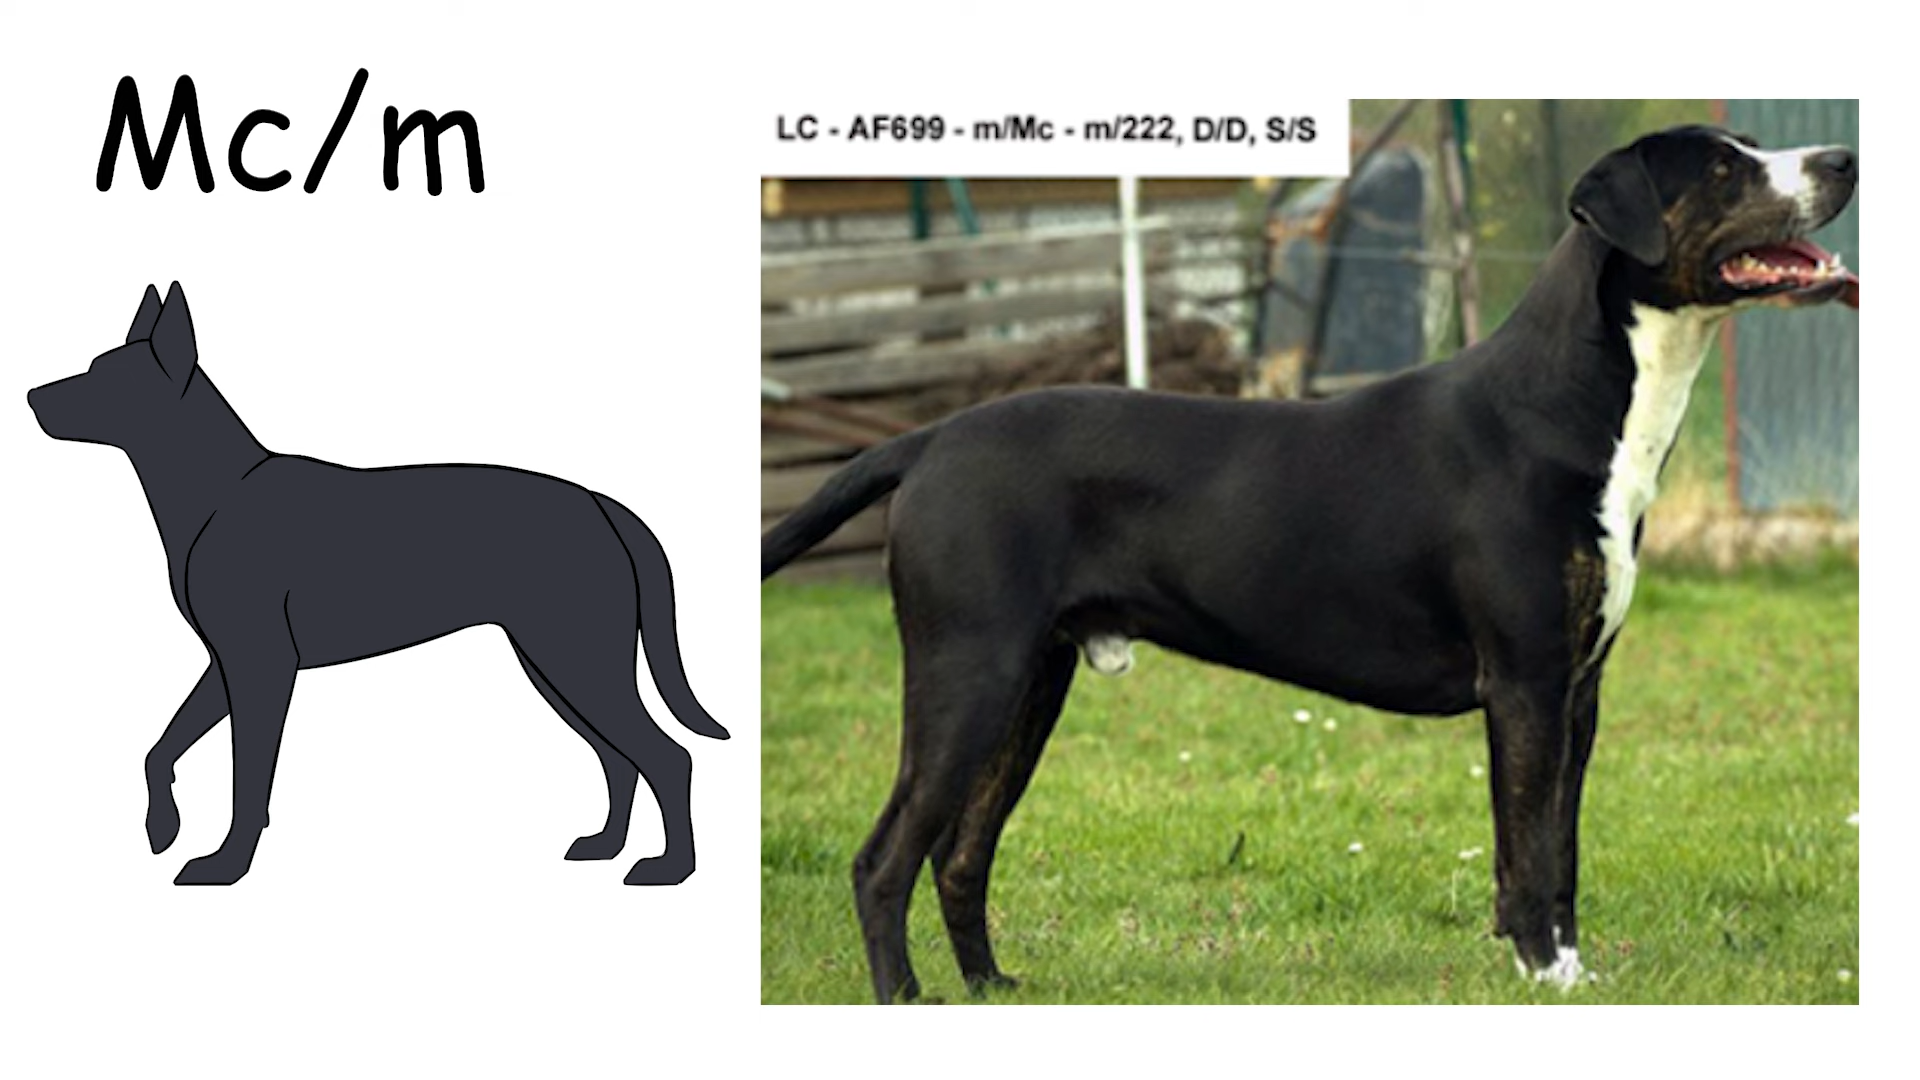 Mc/m
LC - AF699 - m/Mc - m/222, D/D, S/S